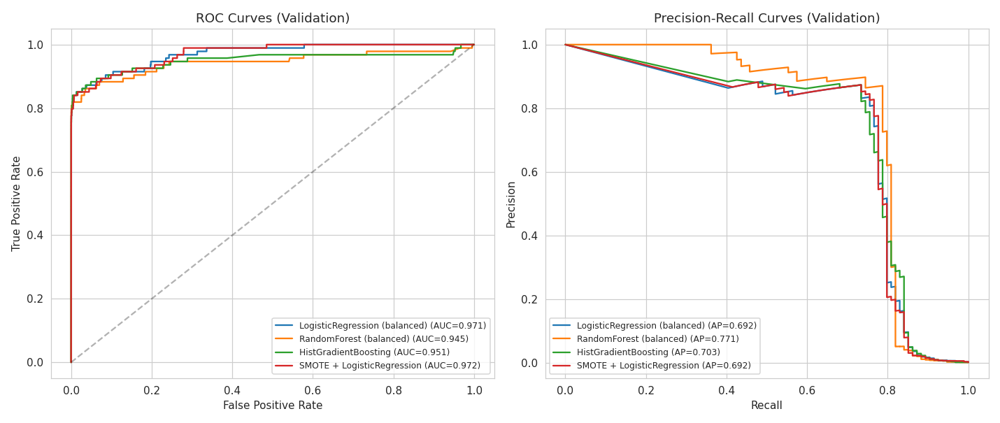 ROC Curves (Validation)
True Positive Rate
1.0
0.8
0.6
0.4
0.2
0.0
0.0 0.2 0.4 0.6 0.8 1.0
False Positive Rate
LogisticRegression (balanced) (AUC=0.971)
RandomForest (balanced) (AUC=0.945)
HistGradientBoosting (AUC=0.951)
SMOTE + LogisticRegression (AUC=0.972)
Precision-Recall Curves (Validation)
Precision
1.0
0.8
0.6
0.4
0.2
0.0
0.0 0.2 0.4 0.6 0.8 1.0
Recall
LogisticRegression (balanced) (AP=0.692)
RandomForest (balanced) (AP=0.771)
HistGradientBoosting (AP=0.703)
SMOTE + LogisticRegression (AP=0.692)